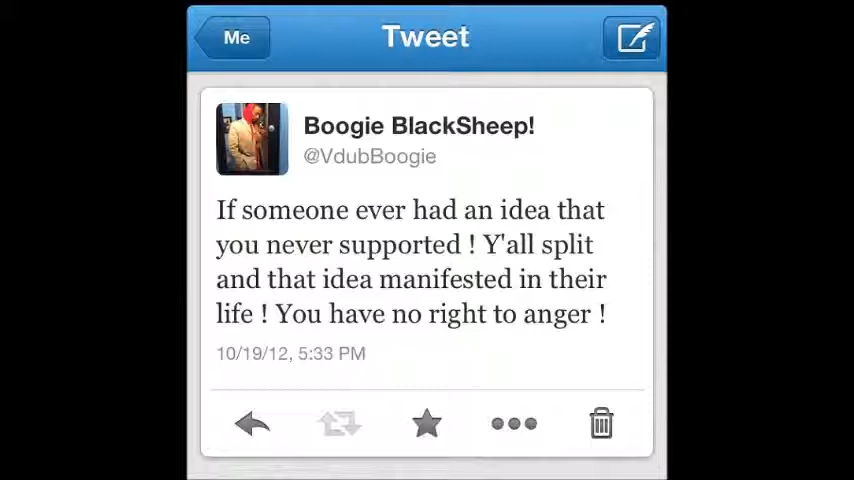 Me
Tweet
Boogie BlackSheep!
@VdubBoogie
If someone ever had an idea that
you never supported ! Y'all split
and that idea manifested in their
life ! You have no right to anger !
10/19/12, 5:33 PM